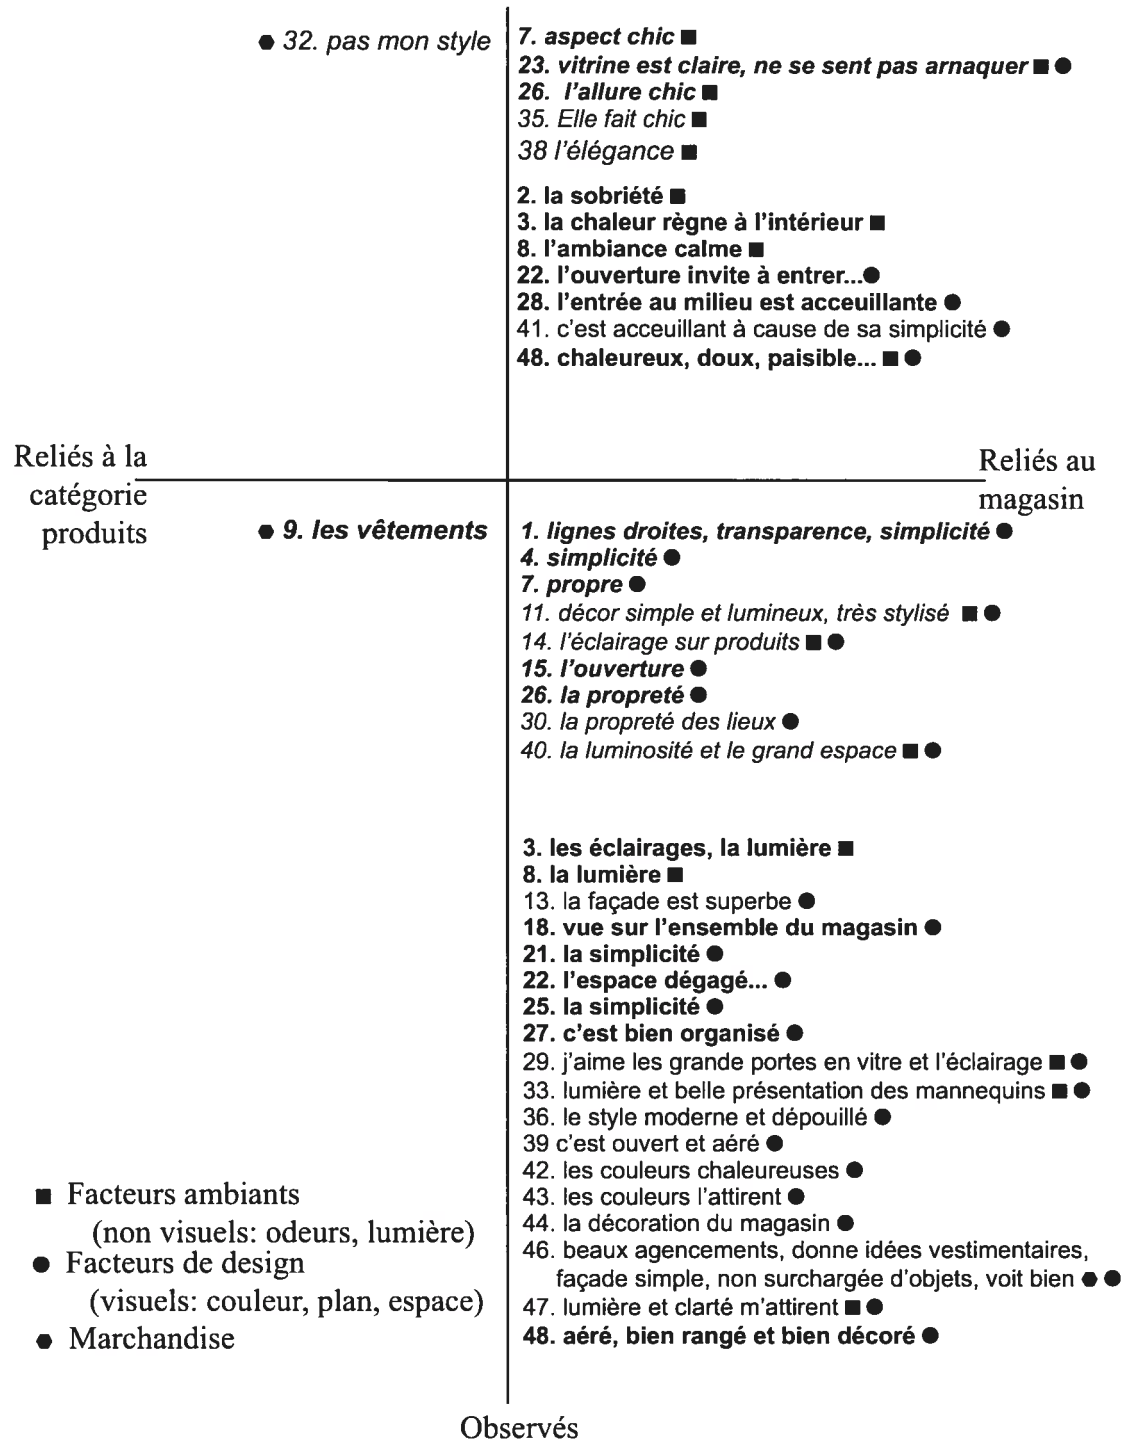 ● 32. pas mon style
7. aspect chic ■
23. vitrine est claire, ne se sent pas arnaquer ■ ●
26. l'allure chic ■
35. Elle fait chic ■
38 l'élégance ■
2. la sobriété ■
3. la chaleur règne à l'intérieur ■
8. l'ambiance calme ■
22. l'ouverture invite à entrer...●
28. l'entrée au milieu est acceuillante ●
41. c'est acceuillant à cause de sa simplicité ●
48. chaleureux, doux, paisible... ■ ●
Reliés à la
catégorie
produits
Reliés au
magasin
⬣ 9. les vêtements
1. lignes droites, transparence, simplicité ●
4. simplicité ●
7. propre ●
11. décor simple et lumineux, très stylisé ■ ●
14. l'éclairage sur produits ■ ●
15. l'ouverture ●
26. la propreté ●
30. la propreté des lieux ●
40. la luminosité et le grand espace ■ ●
3. les éclairages, la lumière ■
8. la lumière ■
13. la façade est superbe ●
18. vue sur l'ensemble du magasin ●
21. la simplicité ●
22. l'espace dégagé... ●
25. la simplicité ●
27. c'est bien organisé ●
29. j'aime les grande portes en vitre et l'éclairage ■ ●
33. lumière et belle présentation des mannequins ■ ●
36. le style moderne et dépouillé ●
39 c'est ouvert et aéré ●
42. les couleurs chaleureuses ●
43. les couleurs l'attirent ●
44. la décoration du magasin ●
46. beaux agencements, donne idées vestimentaires,
façade simple, non surchargée d'objets, voit bien ⬣ ●
47. lumière et clarté m'attirent ■ ●
48. aéré, bien rangé et bien décoré ●
■ Facteurs ambiants
(non visuels: odeurs, lumière)
● Facteurs de design
(visuels: couleur, plan, espace)
⬣ Marchandise
Observés